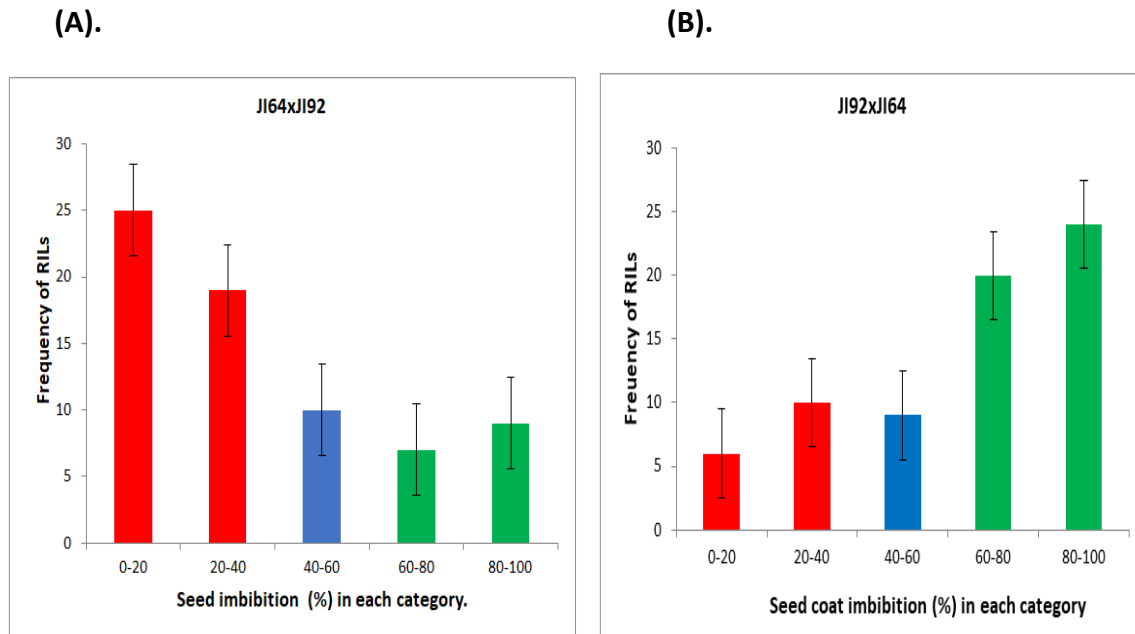 (A).
JI64xJI92
Frequency of RILs
30
25
20
15
10
5
0
0-20 20-40 40-60 60-80 80-100
Seed imbibition (%) in each category.
(B).
JI92xJI64
Freuency of RILs
30
25
20
15
10
5
0
0-20 20-40 40-60 60-80 80-100
Seed coat imbibition (%) in each category